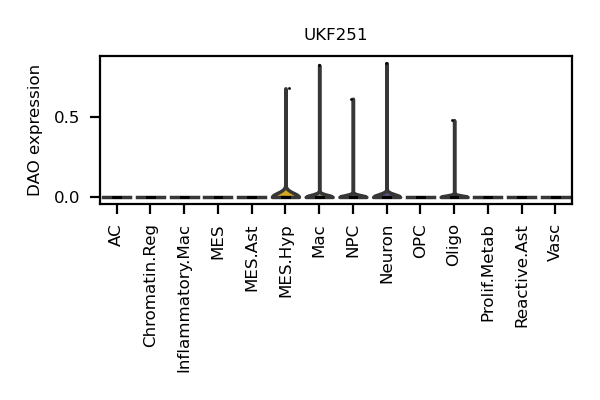 UKF251
DAO expression
0.5
0.0
AC
Chromatin.Reg
Inflammatory.Mac
MES
MES.Ast
MES.Hyp
Mac
NPC
Neuron
OPC
Oligo
Prolif.Metab
Reactive.Ast
Vasc